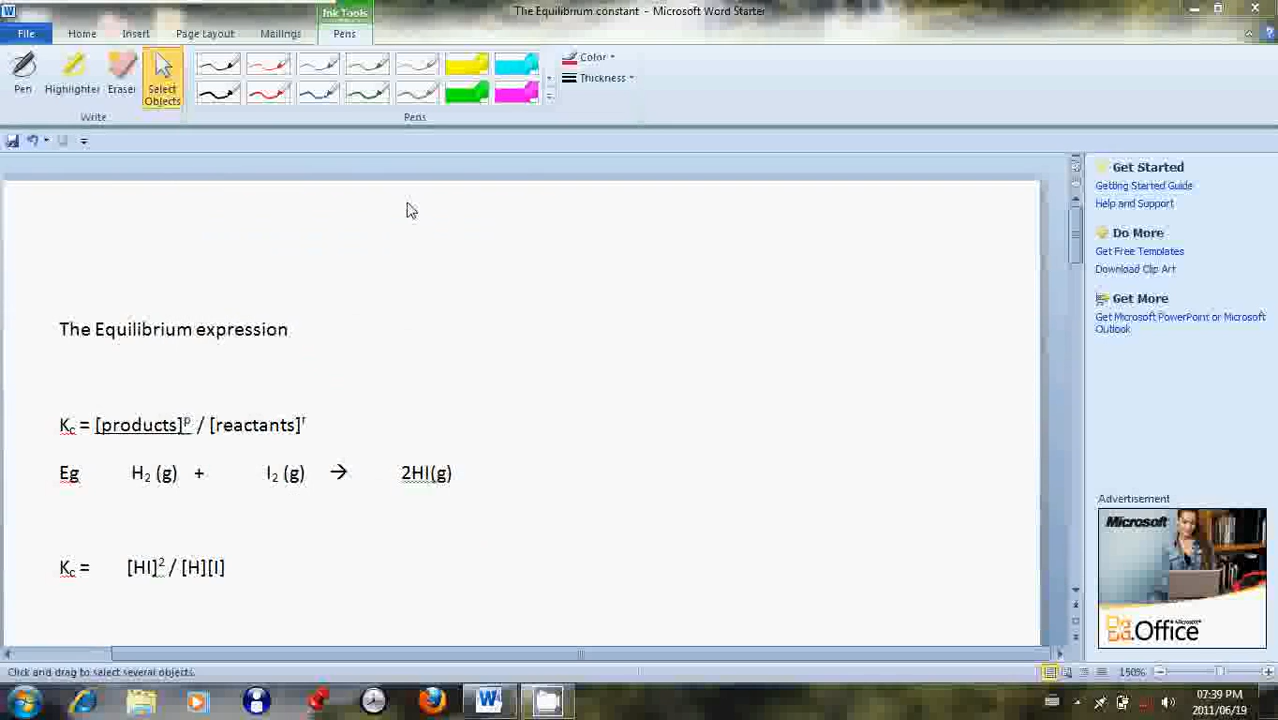 Ink Tools
The Equilibrium constant - Microsoft Word Starter
File Home Insert Page Layout Mailings Pens
Pen Highlighter Eraser Select Objects
Color
Thickness
Write Pens
Get Started
Getting Started Guide
Help and Support
Do More
Get Free Templates
Download Clip Art
Get More
Get Microsoft PowerPoint or Microsoft
Outlook
The Equilibrium expression
Kc = [products]ᵖ / [reactants]ʳ
Eg H₂ (g) + I₂ (g) → 2HI(g)
Kc = [HI]² / [H][I]
Advertisement
Microsoft
Office
Click and drag to select several objects.
150%
07:39 PM
2011/06/19